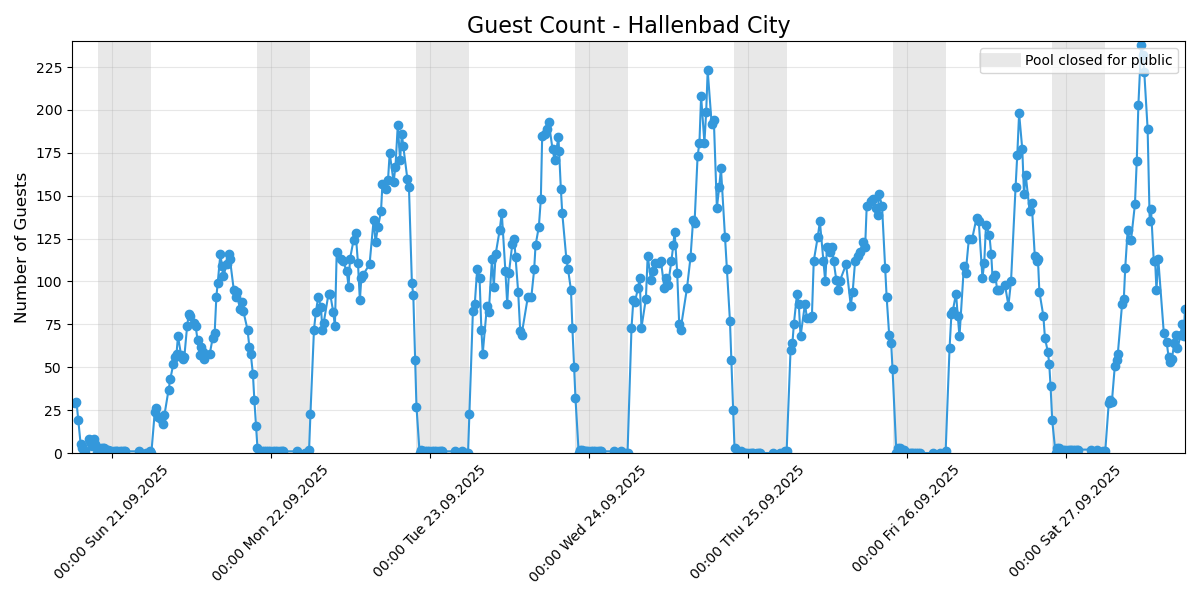 Guest Count - Hallenbad City
Pool closed for public
Number of Guests
225
200
175
150
125
100
75
50
25
0
00:00 Sun 21.09.2025
00:00 Mon 22.09.2025
00:00 Tue 23.09.2025
00:00 Wed 24.09.2025
00:00 Thu 25.09.2025
00:00 Fri 26.09.2025
00:00 Sat 27.09.2025